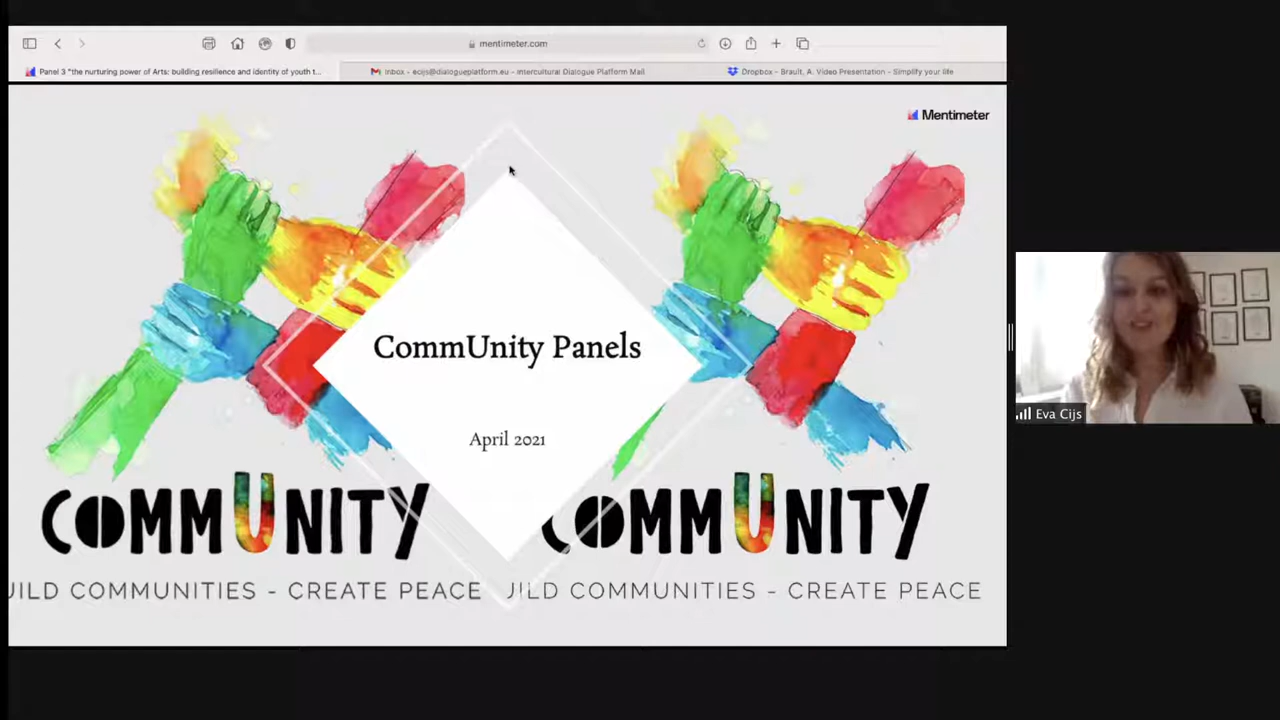 mentimeter.com
Panel 3 "the nurturing power of Arts: building resilience and identity of youth t...
Inbox - ecijs@dialogueplatform.eu - Intercultural Dialogue Platform Mail
Dropbox - Brault, A. Video Presentation - Simplify your life
Mentimeter
CommUnity Panels
April 2021
COMMUNITY
COMMUNITY
UILD COMMUNITIES - CREATE PEACE
UILD COMMUNITIES - CREATE PEACE
Eva Cijs